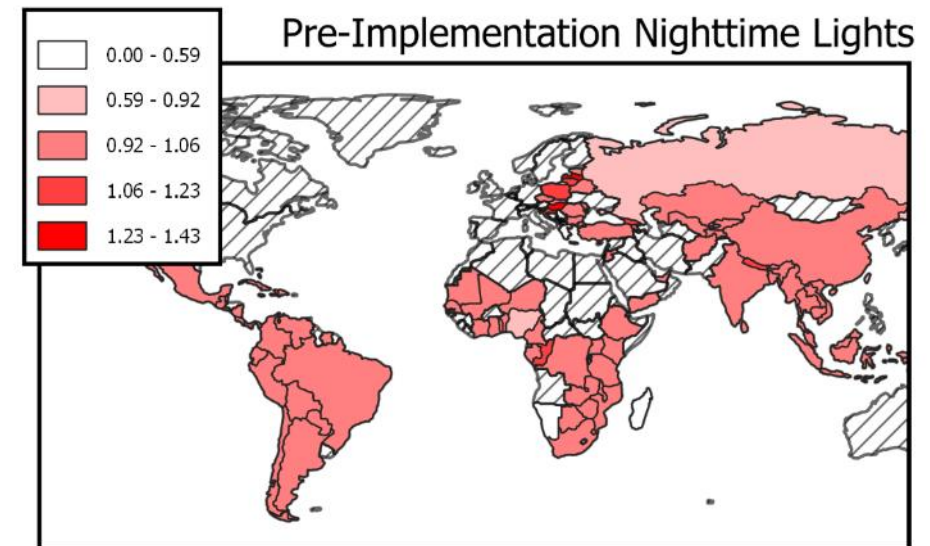 Pre-Implementation Nighttime Lights
0.00 - 0.59
0.59 - 0.92
0.92 - 1.06
1.06 - 1.23
1.23 - 1.43